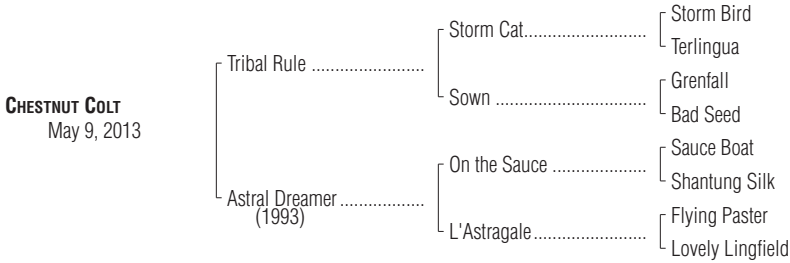 Storm Bird
Storm Cat..............................
Terlingua
Tribal Rule ...........................
Grenfall
Sown .....................................
Bad Seed
CHESTNUT COLT
May 9, 2013
Sauce Boat
On the Sauce .......................
Shantung Silk
Astral Dreamer ....................
(1993)
Flying Paster
L'Astragale...........................
Lovely Lingfield